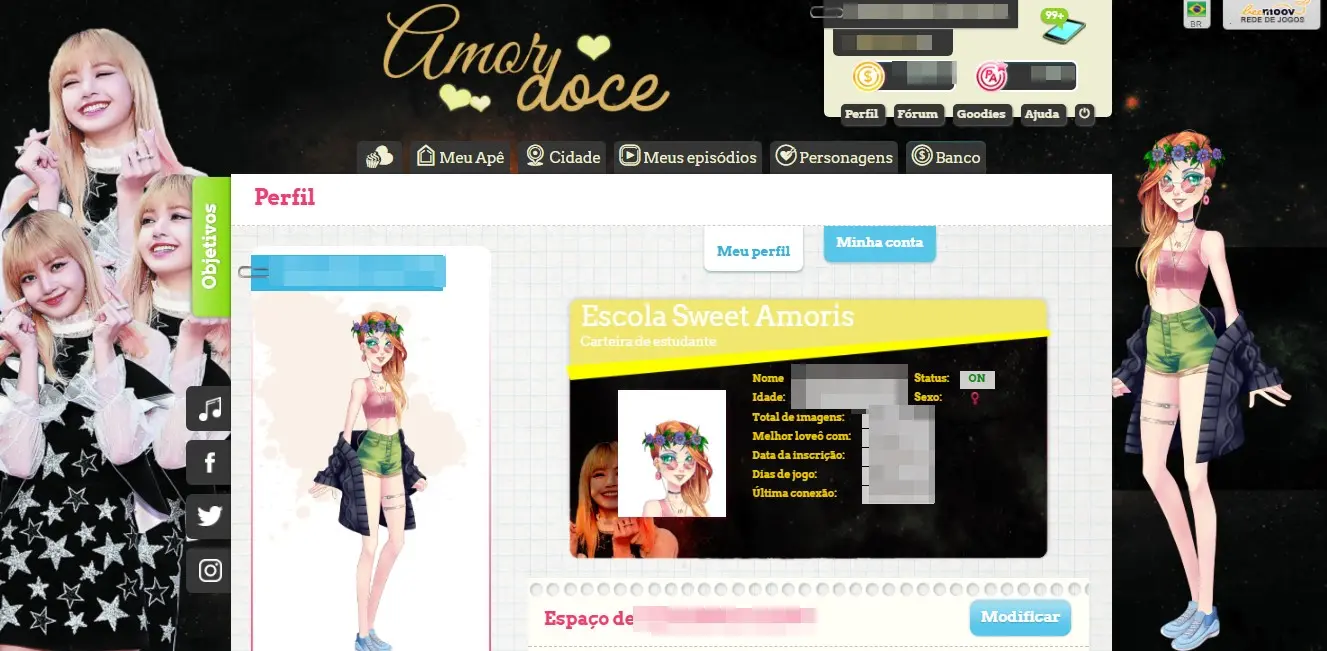 Amor doce
99+
BR
beemoov
REDE DE JOGOS
$
PA
Perfil
Fórum
Goodies
Ajuda
Meu Apê
Cidade
Meus episódios
Personagens
Banco
Perfil
Objetivos
Meu perfil
Minha conta
Escola Sweet Amoris
Carteira de estudante
Nome
Status: ON
Idade:
Sexo: ♀
Total de imagens:
Melhor loveô com:
Data da inscrição:
Dias de jogo:
Última conexão:
Espaço de
Modificar